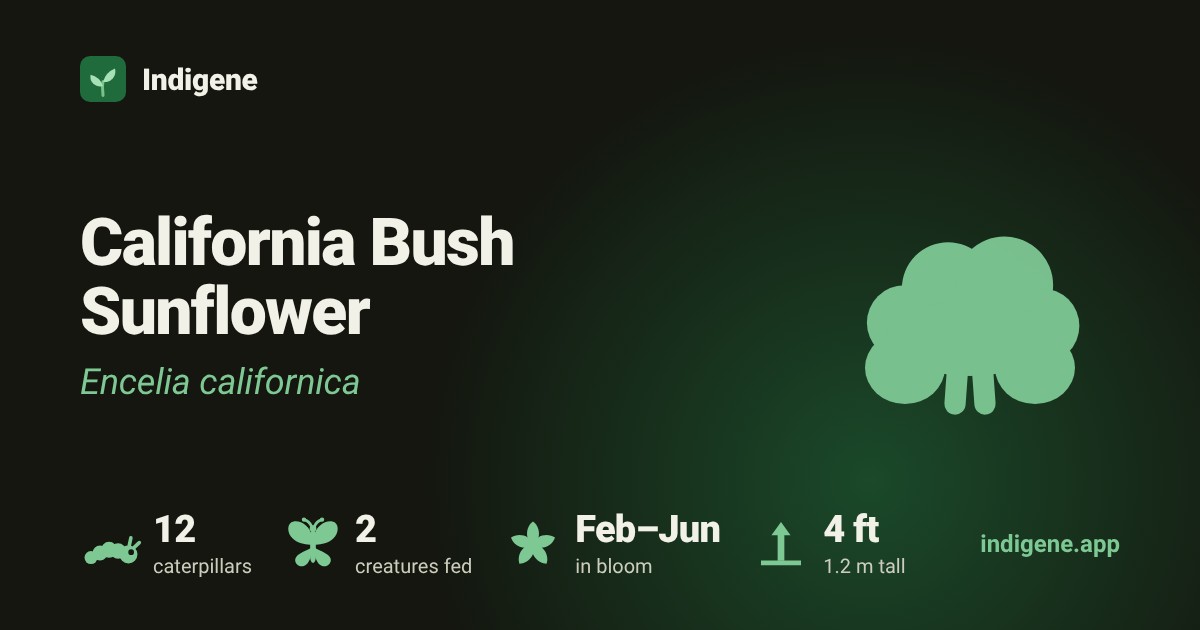 Indigene
California Bush
Sunflower
Encelia californica
12
caterpillars
2
creatures fed
Feb–Jun
in bloom
4 ft
1.2 m tall
indigene.app